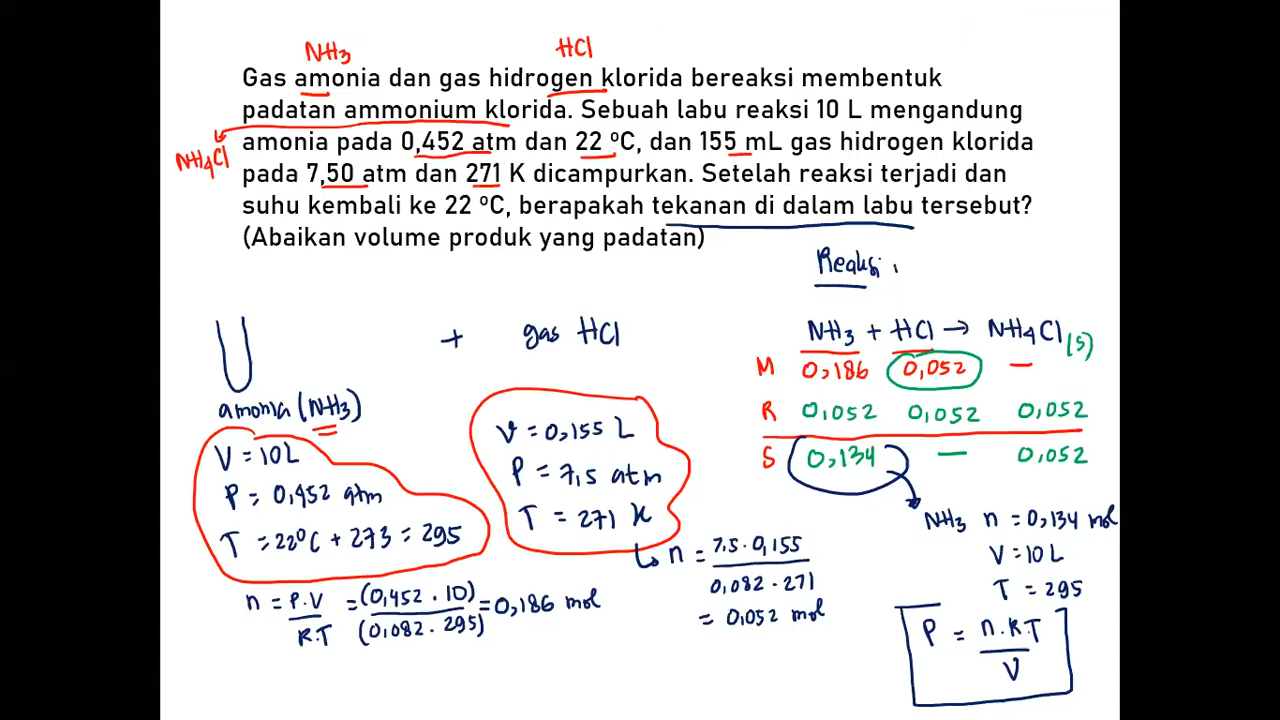 NH3
HCl
Gas amonia dan gas hidrogen klorida bereaksi membentuk
padatan ammonium klorida. Sebuah labu reaksi 10 L mengandung
amonia pada 0,452 atm dan 22 ºC, dan 155 mL gas hidrogen klorida
NH4Cl
pada 7,50 atm dan 271 K dicampurkan. Setelah reaksi terjadi dan
suhu kembali ke 22 ºC, berapakah tekanan di dalam labu tersebut?
(Abaikan volume produk yang padatan)
Reaksi :
+ gas HCl
amonia (NH3)
V = 10L
P = 0,452 atm
T = 22°C + 273 = 295
n = P.V / R.T = (0,452 . 10) / (0,082 . 295) = 0,186 mol
V = 0,155 L
P = 7,5 atm
T = 271 K
n = 7.5 . 0,155 / 0,082 . 271
= 0,052 mol
NH3 + HCl → NH4Cl (s)
M 0,186 0,052 —
R 0,052 0,052 0,052
S 0,134 — 0,052
NH3 n = 0,134 mol
V = 10 L
T = 295
P = n.R.T / V